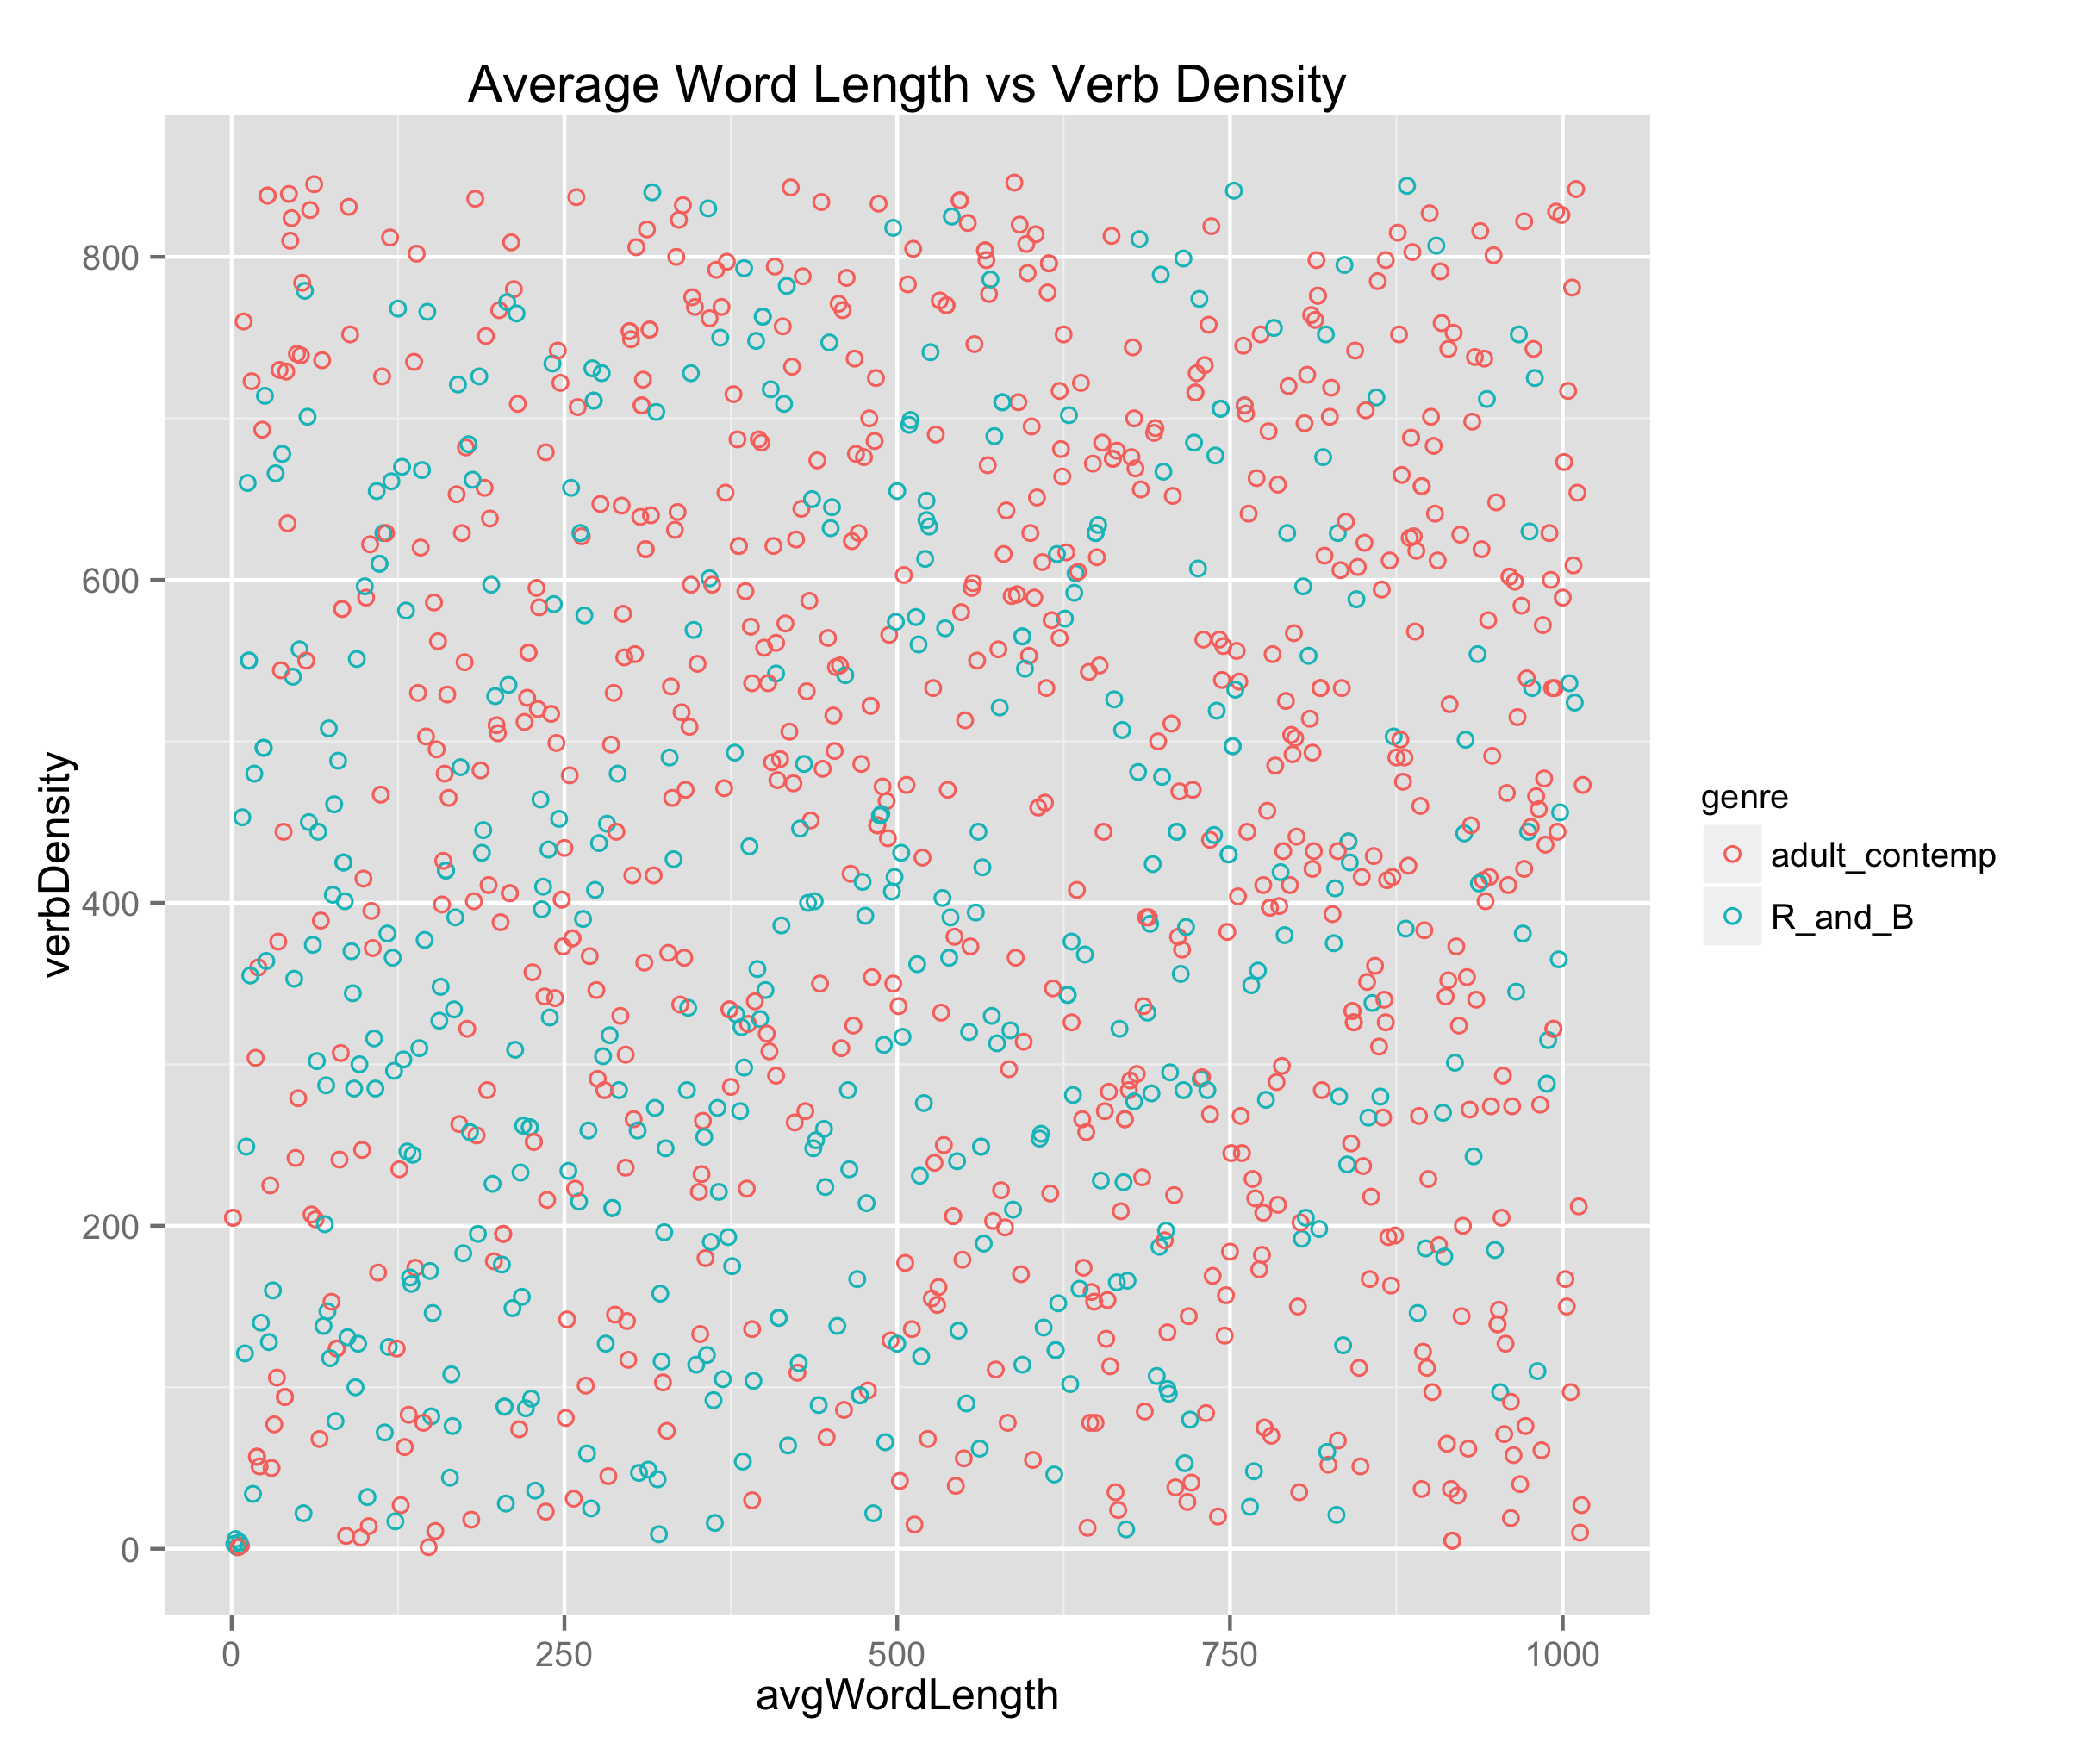 Average Word Length vs Verb Density
verbDensity
800
600
400
200
0
0 250 500 750 1000
avgWordLength
genre
adult_contemp
R_and_B